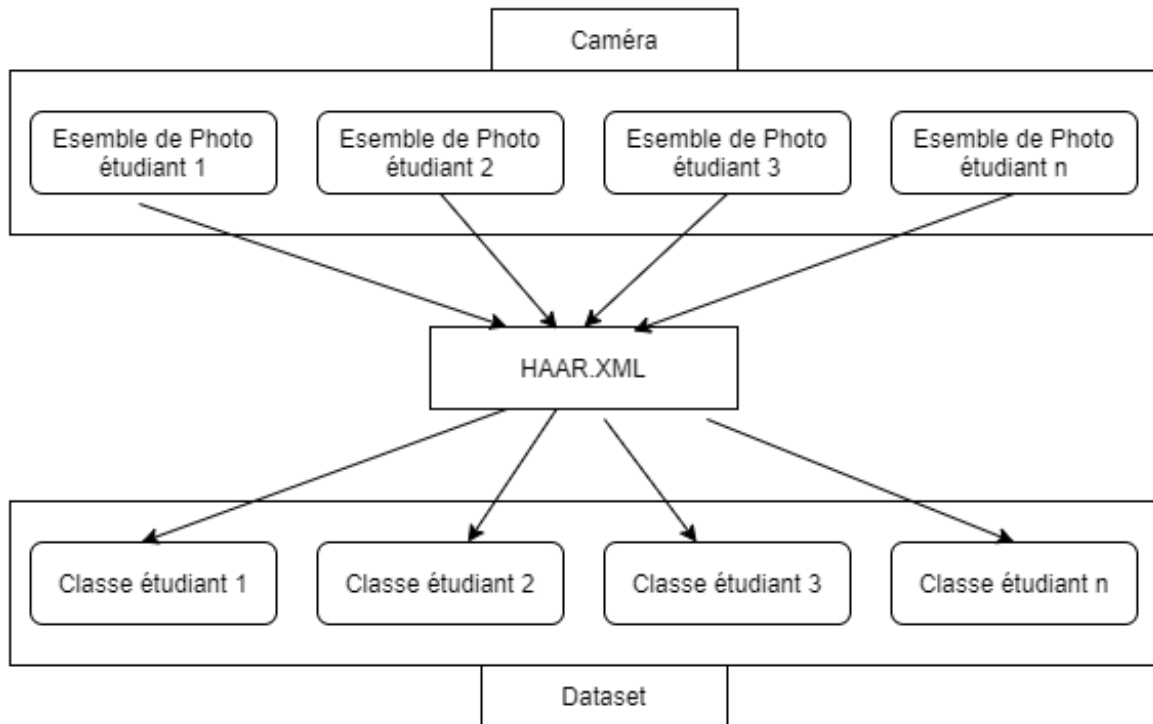 Caméra
Esemble de Photo
étudiant 1
Esemble de Photo
étudiant 2
Esemble de Photo
étudiant 3
Esemble de Photo
étudiant n
HAAR.XML
Classe étudiant 1
Classe étudiant 2
Classe étudiant 3
Classe étudiant n
Dataset